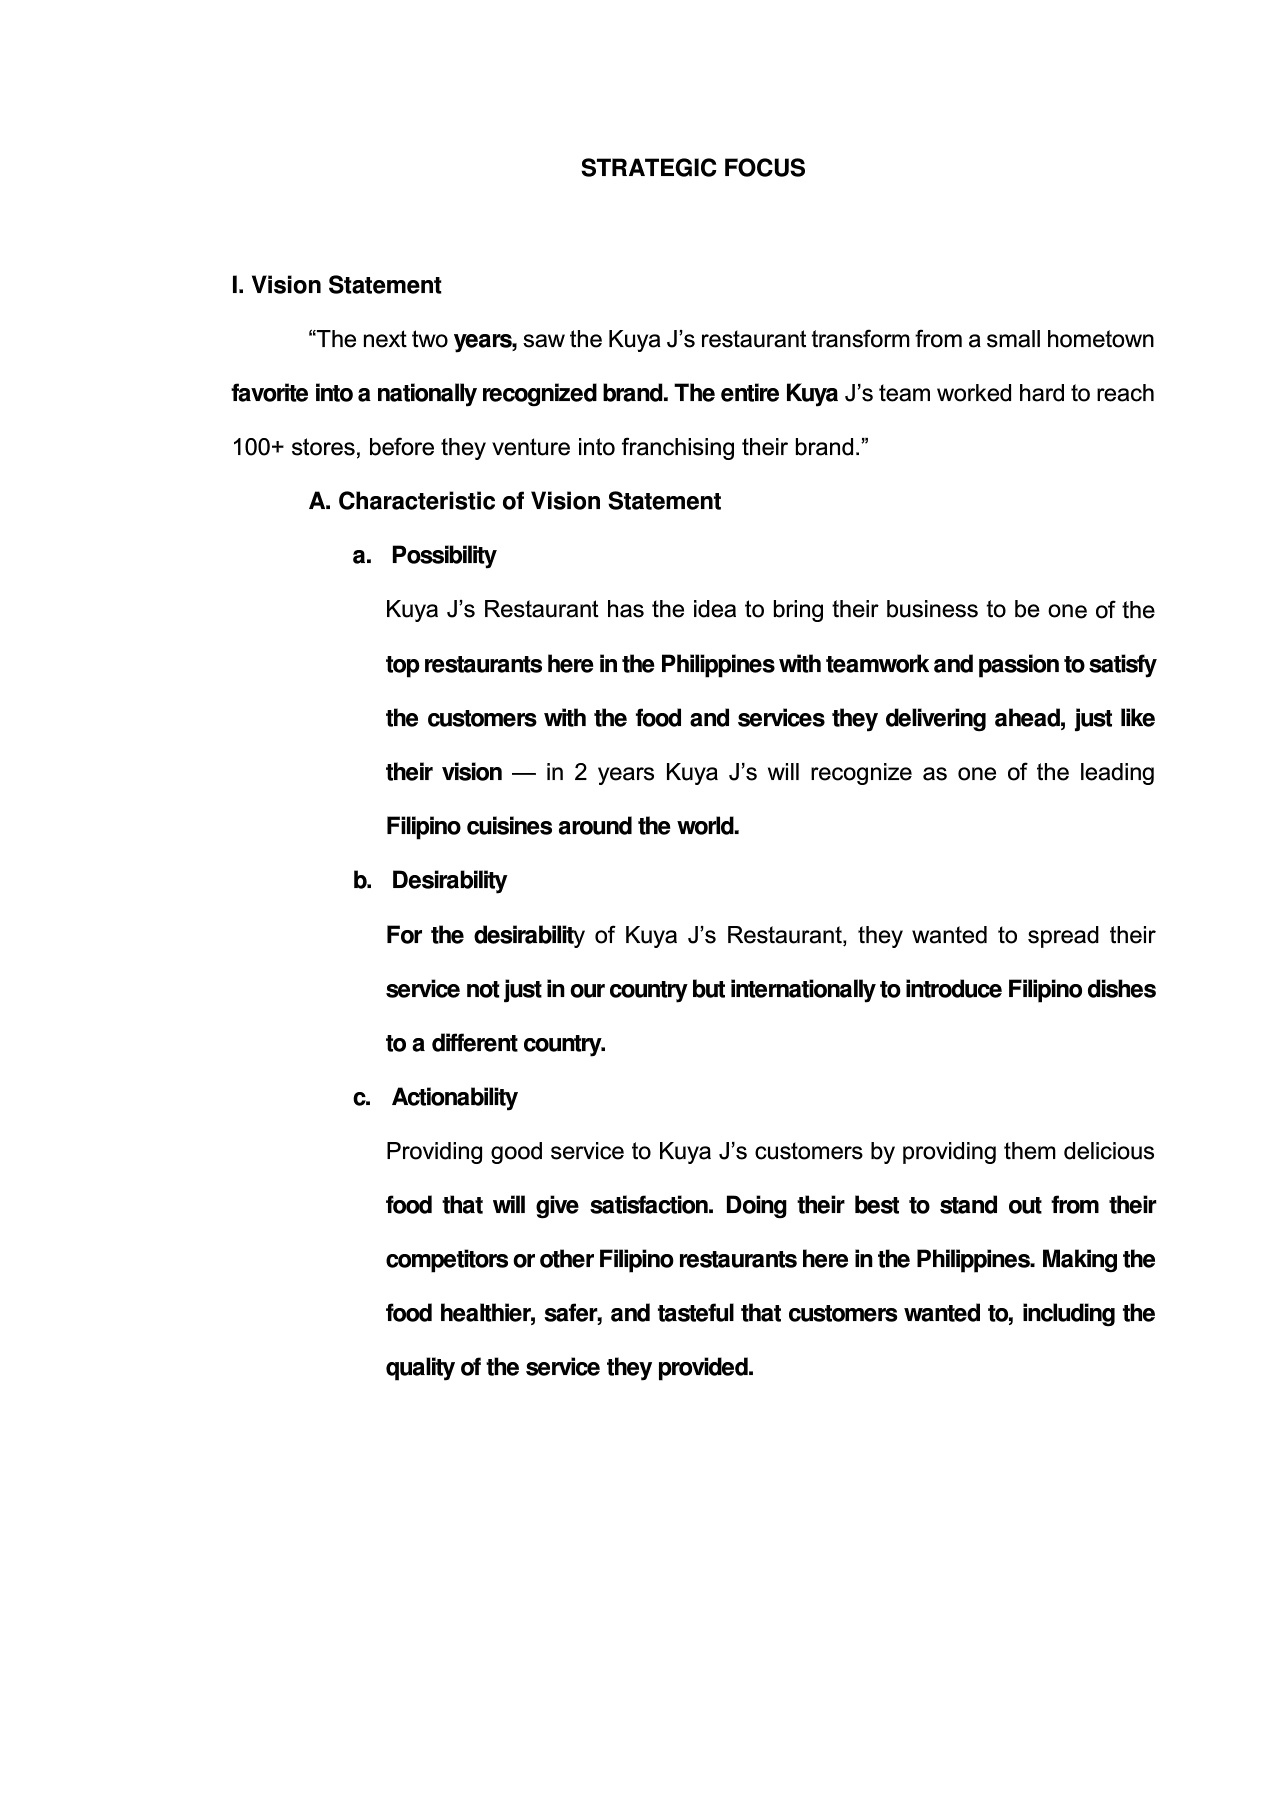 STRATEGIC FOCUS
I. Vision Statement
“The next two years, saw the Kuya J’s restaurant transform from a small hometown
favorite into a nationally recognized brand. The entire Kuya J’s team worked hard to reach
100+ stores, before they venture into franchising their brand.”
A. Characteristic of Vision Statement
a. Possibility
Kuya J’s Restaurant has the idea to bring their business to be one of the
top restaurants here in the Philippines with teamwork and passion to satisfy
the customers with the food and services they delivering ahead, just like
their vision — in 2 years Kuya J’s will recognize as one of the leading
Filipino cuisines around the world.
b. Desirability
For the desirability of Kuya J’s Restaurant, they wanted to spread their
service not just in our country but internationally to introduce Filipino dishes
to a different country.
c. Actionability
Providing good service to Kuya J’s customers by providing them delicious
food that will give satisfaction. Doing their best to stand out from their
competitors or other Filipino restaurants here in the Philippines. Making the
food healthier, safer, and tasteful that customers wanted to, including the
quality of the service they provided.